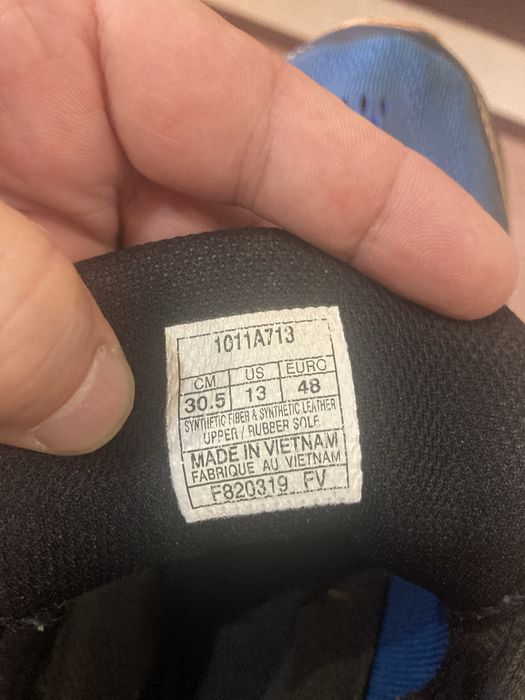 1011A713
CM US EURO
30.5 13 48
SYNTHETIC FIBER & SYNTHETIC LEATHER
UPPER / RUBBER SOLE
MADE IN VIETNAM
FABRIQUE AU VIETNAM
F820319 FV